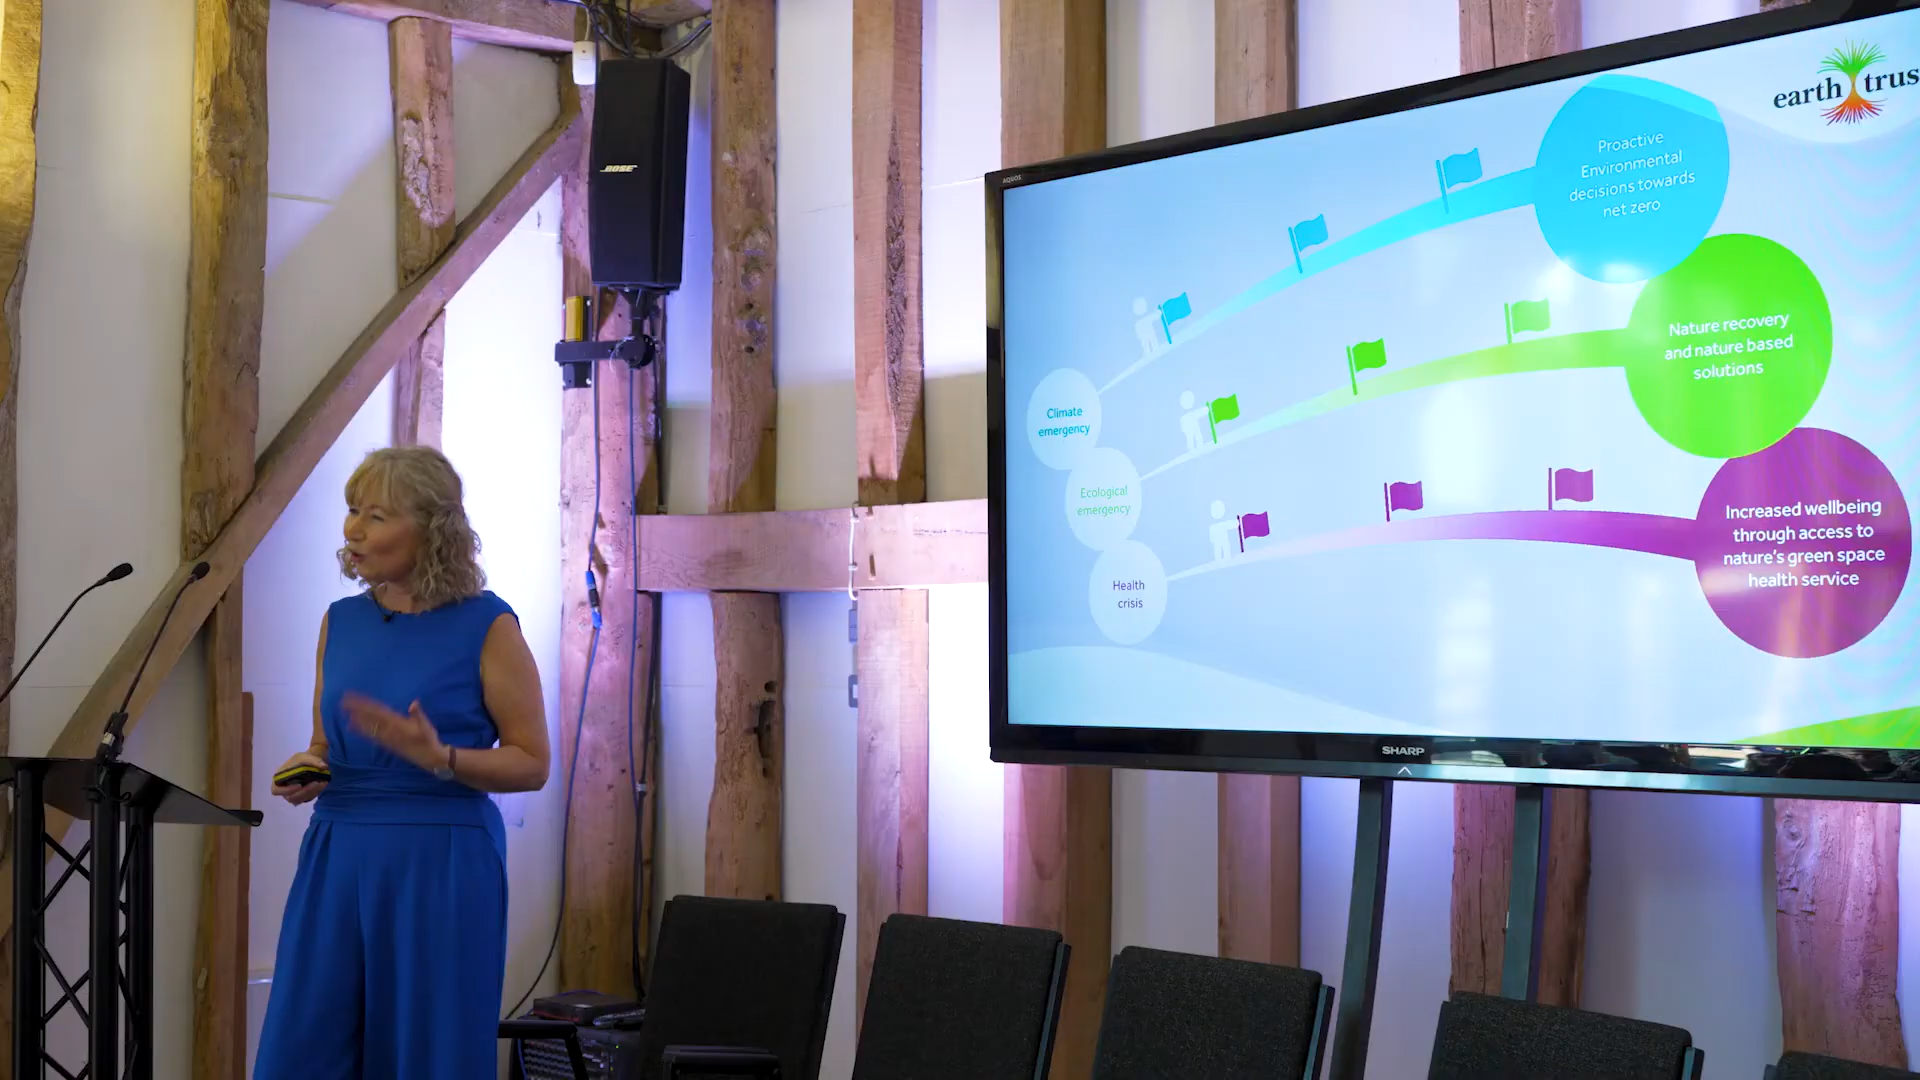 BOSE
AQUOS
earth trus
Proactive
Environmental
decisions towards
net zero
Nature recovery
and nature based
solutions
Climate
emergency
Ecological
emergency
Increased wellbeing
through access to
nature's green space
health service
Health
crisis
SHARP